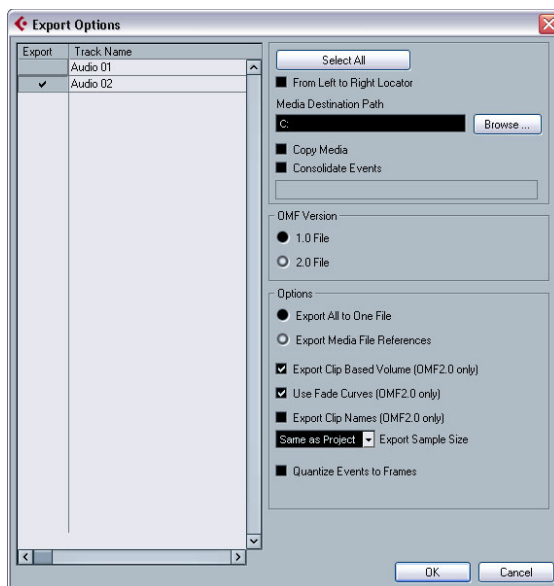 Export Options
Export Track Name
Audio 01
Audio 02
Select All
From Left to Right Locator
Media Destination Path
C:
Browse ...
Copy Media
Consolidate Events
OMF Version
1.0 File
2.0 File
Options
Export All to One File
Export Media File References
Export Clip Based Volume (OMF2.0 only)
Use Fade Curves (OMF2.0 only)
Export Clip Names (OMF2.0 only)
Same as Project Export Sample Size
Quantize Events to Frames
OK Cancel